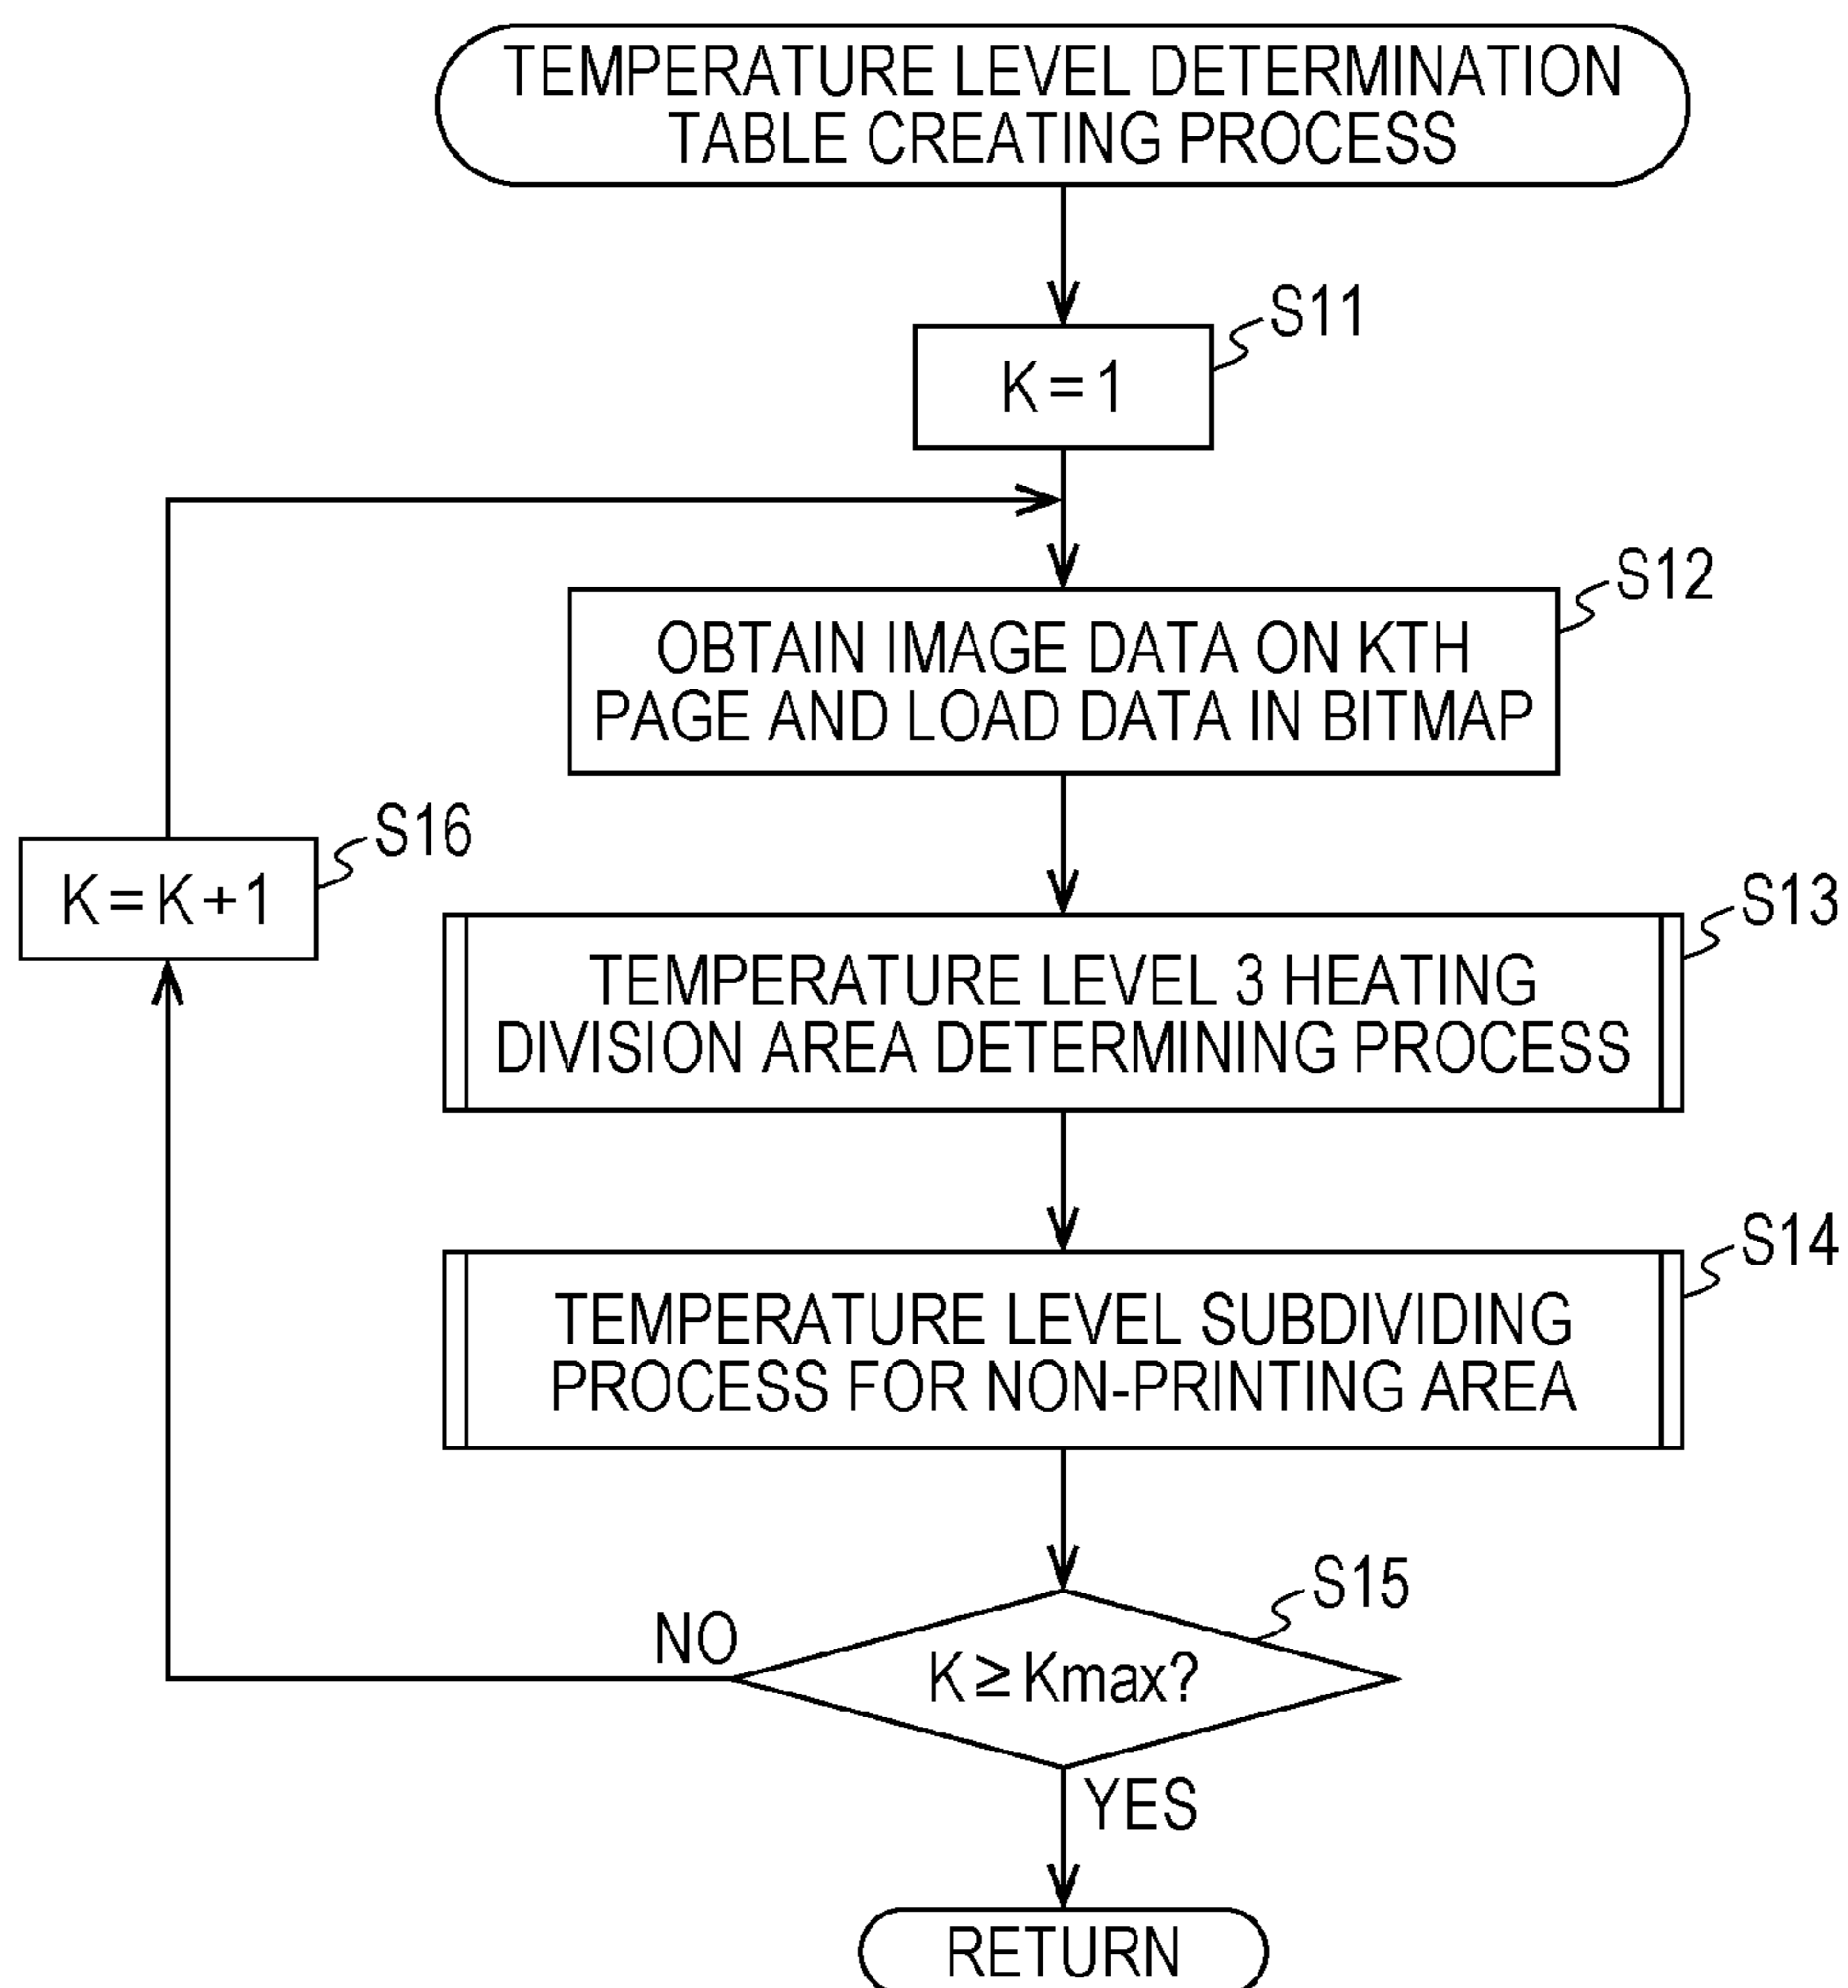 TEMPERATURE LEVEL DETERMINATION
TABLE CREATING PROCESS
S11
K=1
S12
OBTAIN IMAGE DATA ON KTH
PAGE AND LOAD DATA IN BITMAP
S16
K=K+1
S13
TEMPERATURE LEVEL 3 HEATING
DIVISION AREA DETERMINING PROCESS
S14
TEMPERATURE LEVEL SUBDIVIDING
PROCESS FOR NON-PRINTING AREA
S15
NO
K≥Kmax?
YES
RETURN